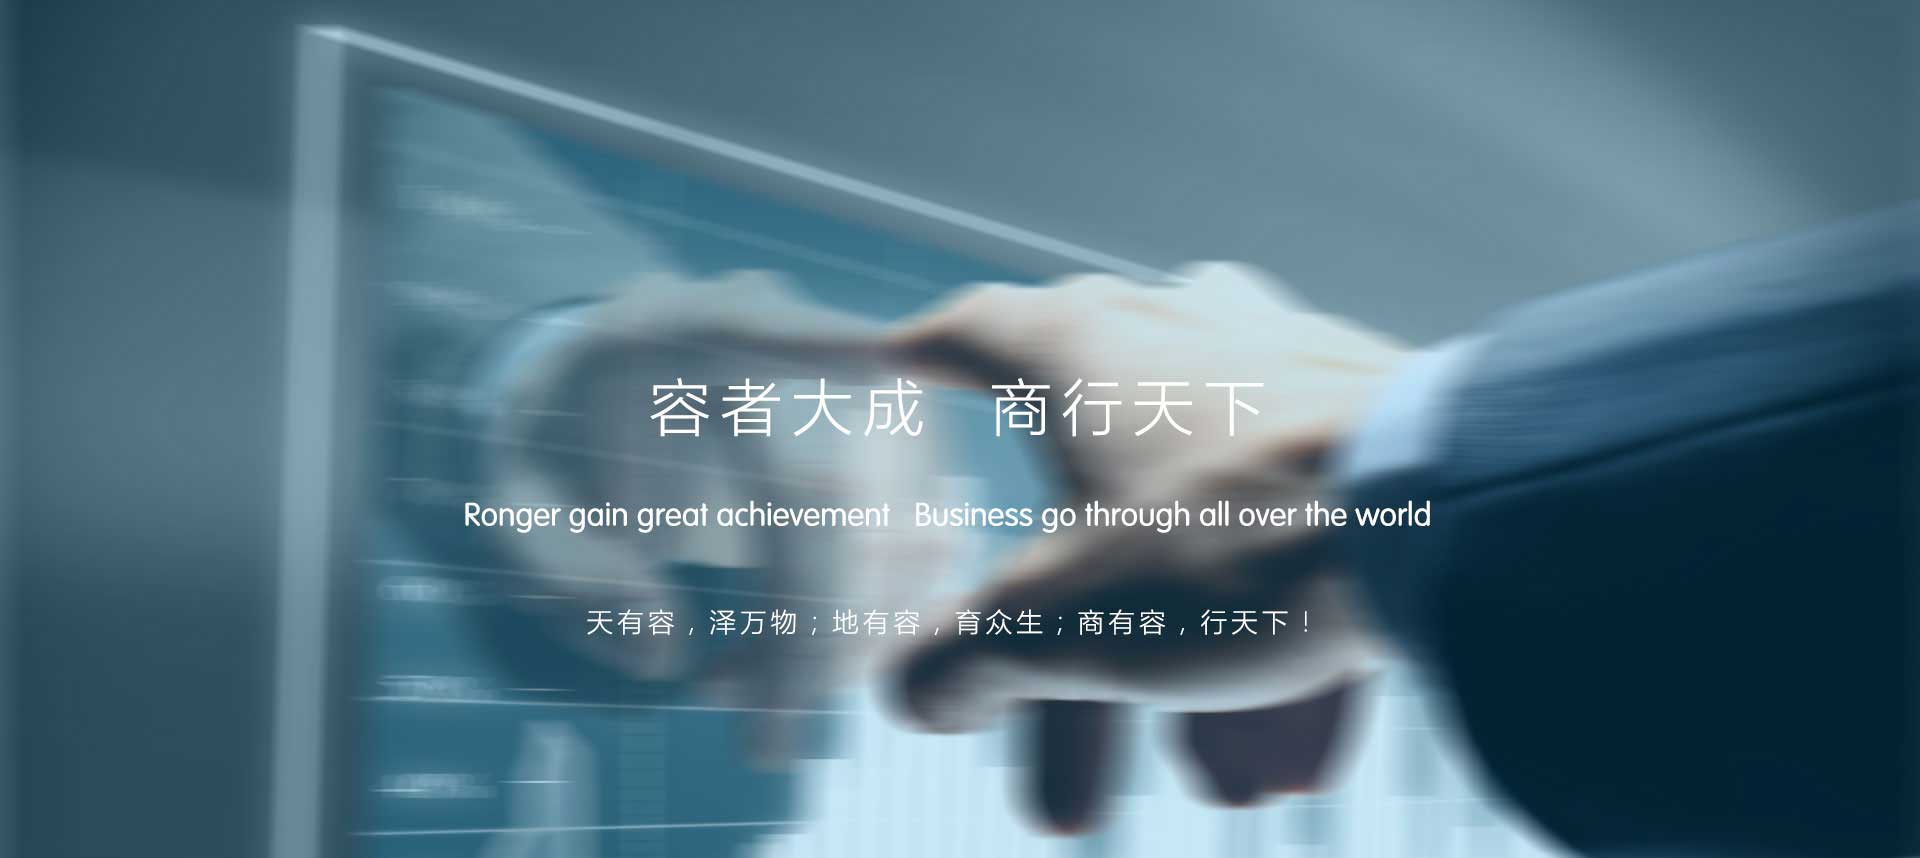 容者大成 商行天下
Ronger gain great achievement Business go through all over the world
天有容，泽万物；地有容，育众生；商有容，行天下！